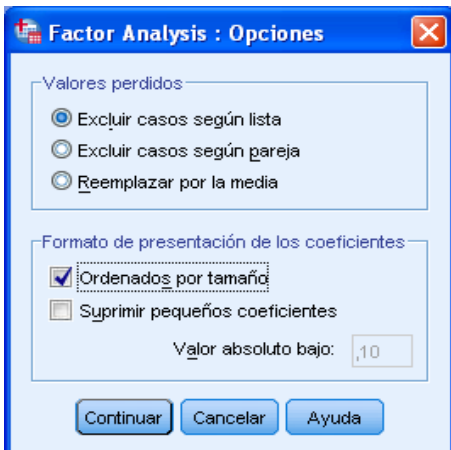 Factor Analysis : Opciones
Valores perdidos
Excluir casos según lista
Excluir casos según pareja
Reemplazar por la media
Formato de presentación de los coeficientes
Ordenados por tamaño
Suprimir pequeños coeficientes
Valor absoluto bajo: ,10
Continuar Cancelar Ayuda